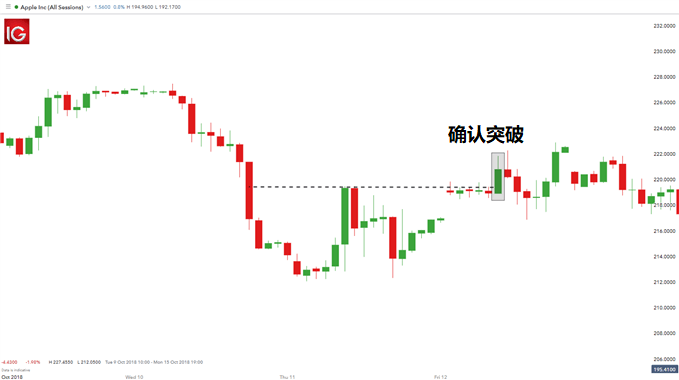 Apple Inc (All Sessions) 1.5600 0.8% H 194.9600 L 192.1700
IG
232.0000
230.0000
228.0000
226.0000
224.0000
确认突破
222.0000
220.0000
218.0000
216.0000
214.0000
212.0000
210.0000
208.0000
206.0000
-4.4200 -1.98% H 227.4550 L 212.0500 Tue 9 Oct 2018 10:00 - Mon 15 Oct 2018 19:00
Data is indicative
195.4100
Oct 2018 Wed 10 Thu 11 Fri 12